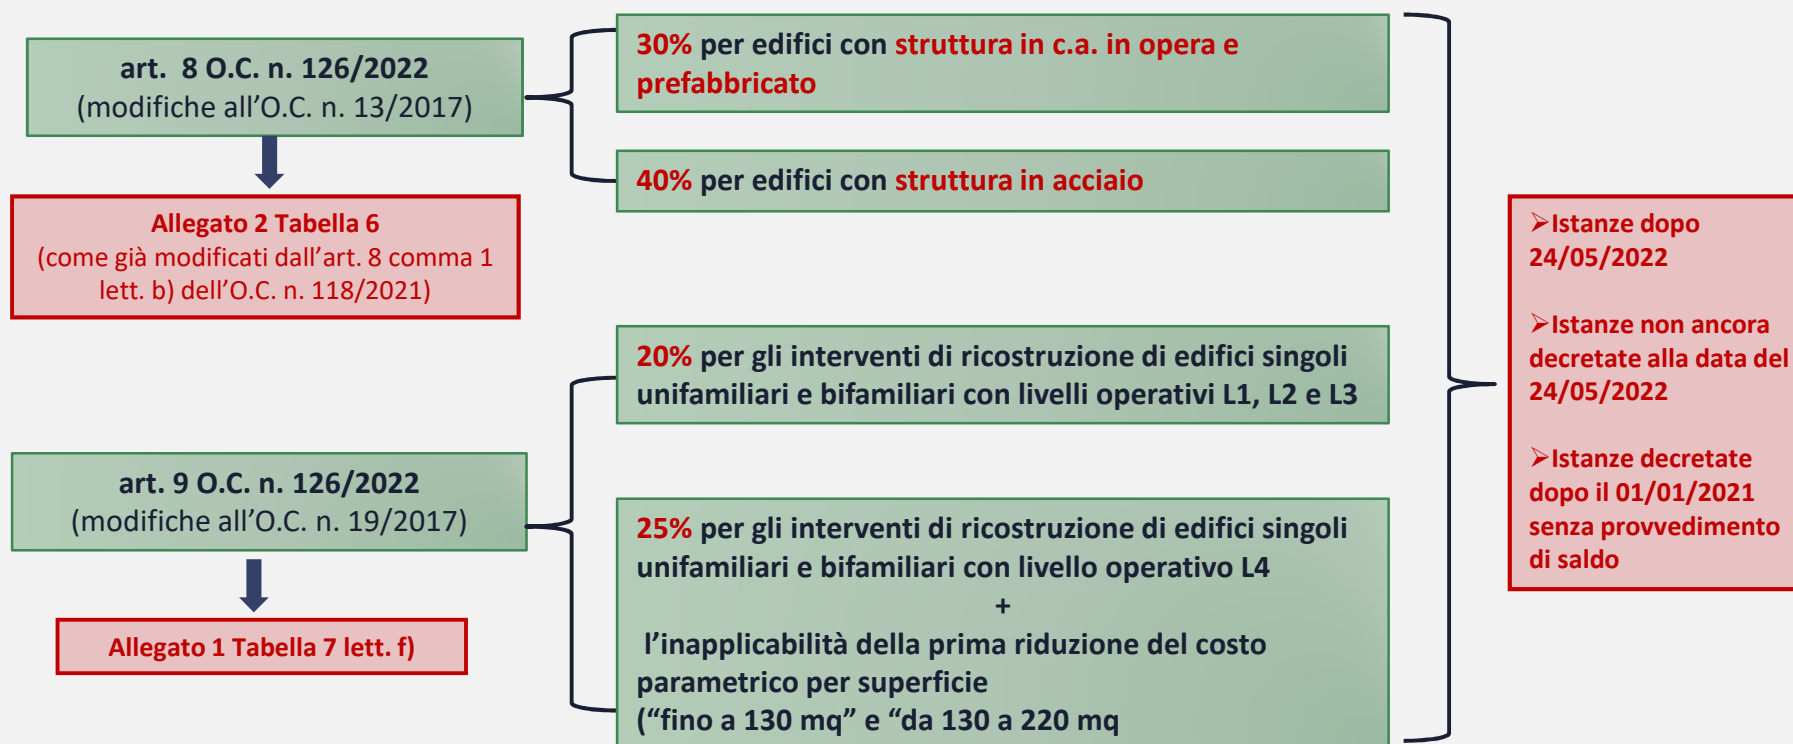 art.  8 O.C. n. 126/2022
(modifiche all'O.C. n. 13/2017)
Allegato 2 Tabella 6
(come già modificati dall'art. 8 comma 1
lett. b) dell'O.C. n. 118/2021)
30% per edifici con struttura in c.a. in opera e
prefabbricato
40% per edifici con struttura in acciaio
art. 9 O.C. n. 126/2022
(modifiche all'O.C. n. 19/2017)
Allegato 1 Tabella 7 lett. f)
20% per gli interventi di ricostruzione di edifici singoli
unifamiliari e bifamiliari con livelli operativi L1, L2 e L3
25% per gli interventi di ricostruzione di edifici singoli
unifamiliari e bifamiliari con livello operativo L4
+
l'inapplicabilità della prima riduzione del costo
parametrico per superficie
("fino a 130 mq" e "da 130 a 220 mq
➢Istanze dopo
24/05/2022
➢Istanze non ancora
decretate alla data del
24/05/2022
➢Istanze decretate
dopo il 01/01/2021
senza provvedimento
di saldo